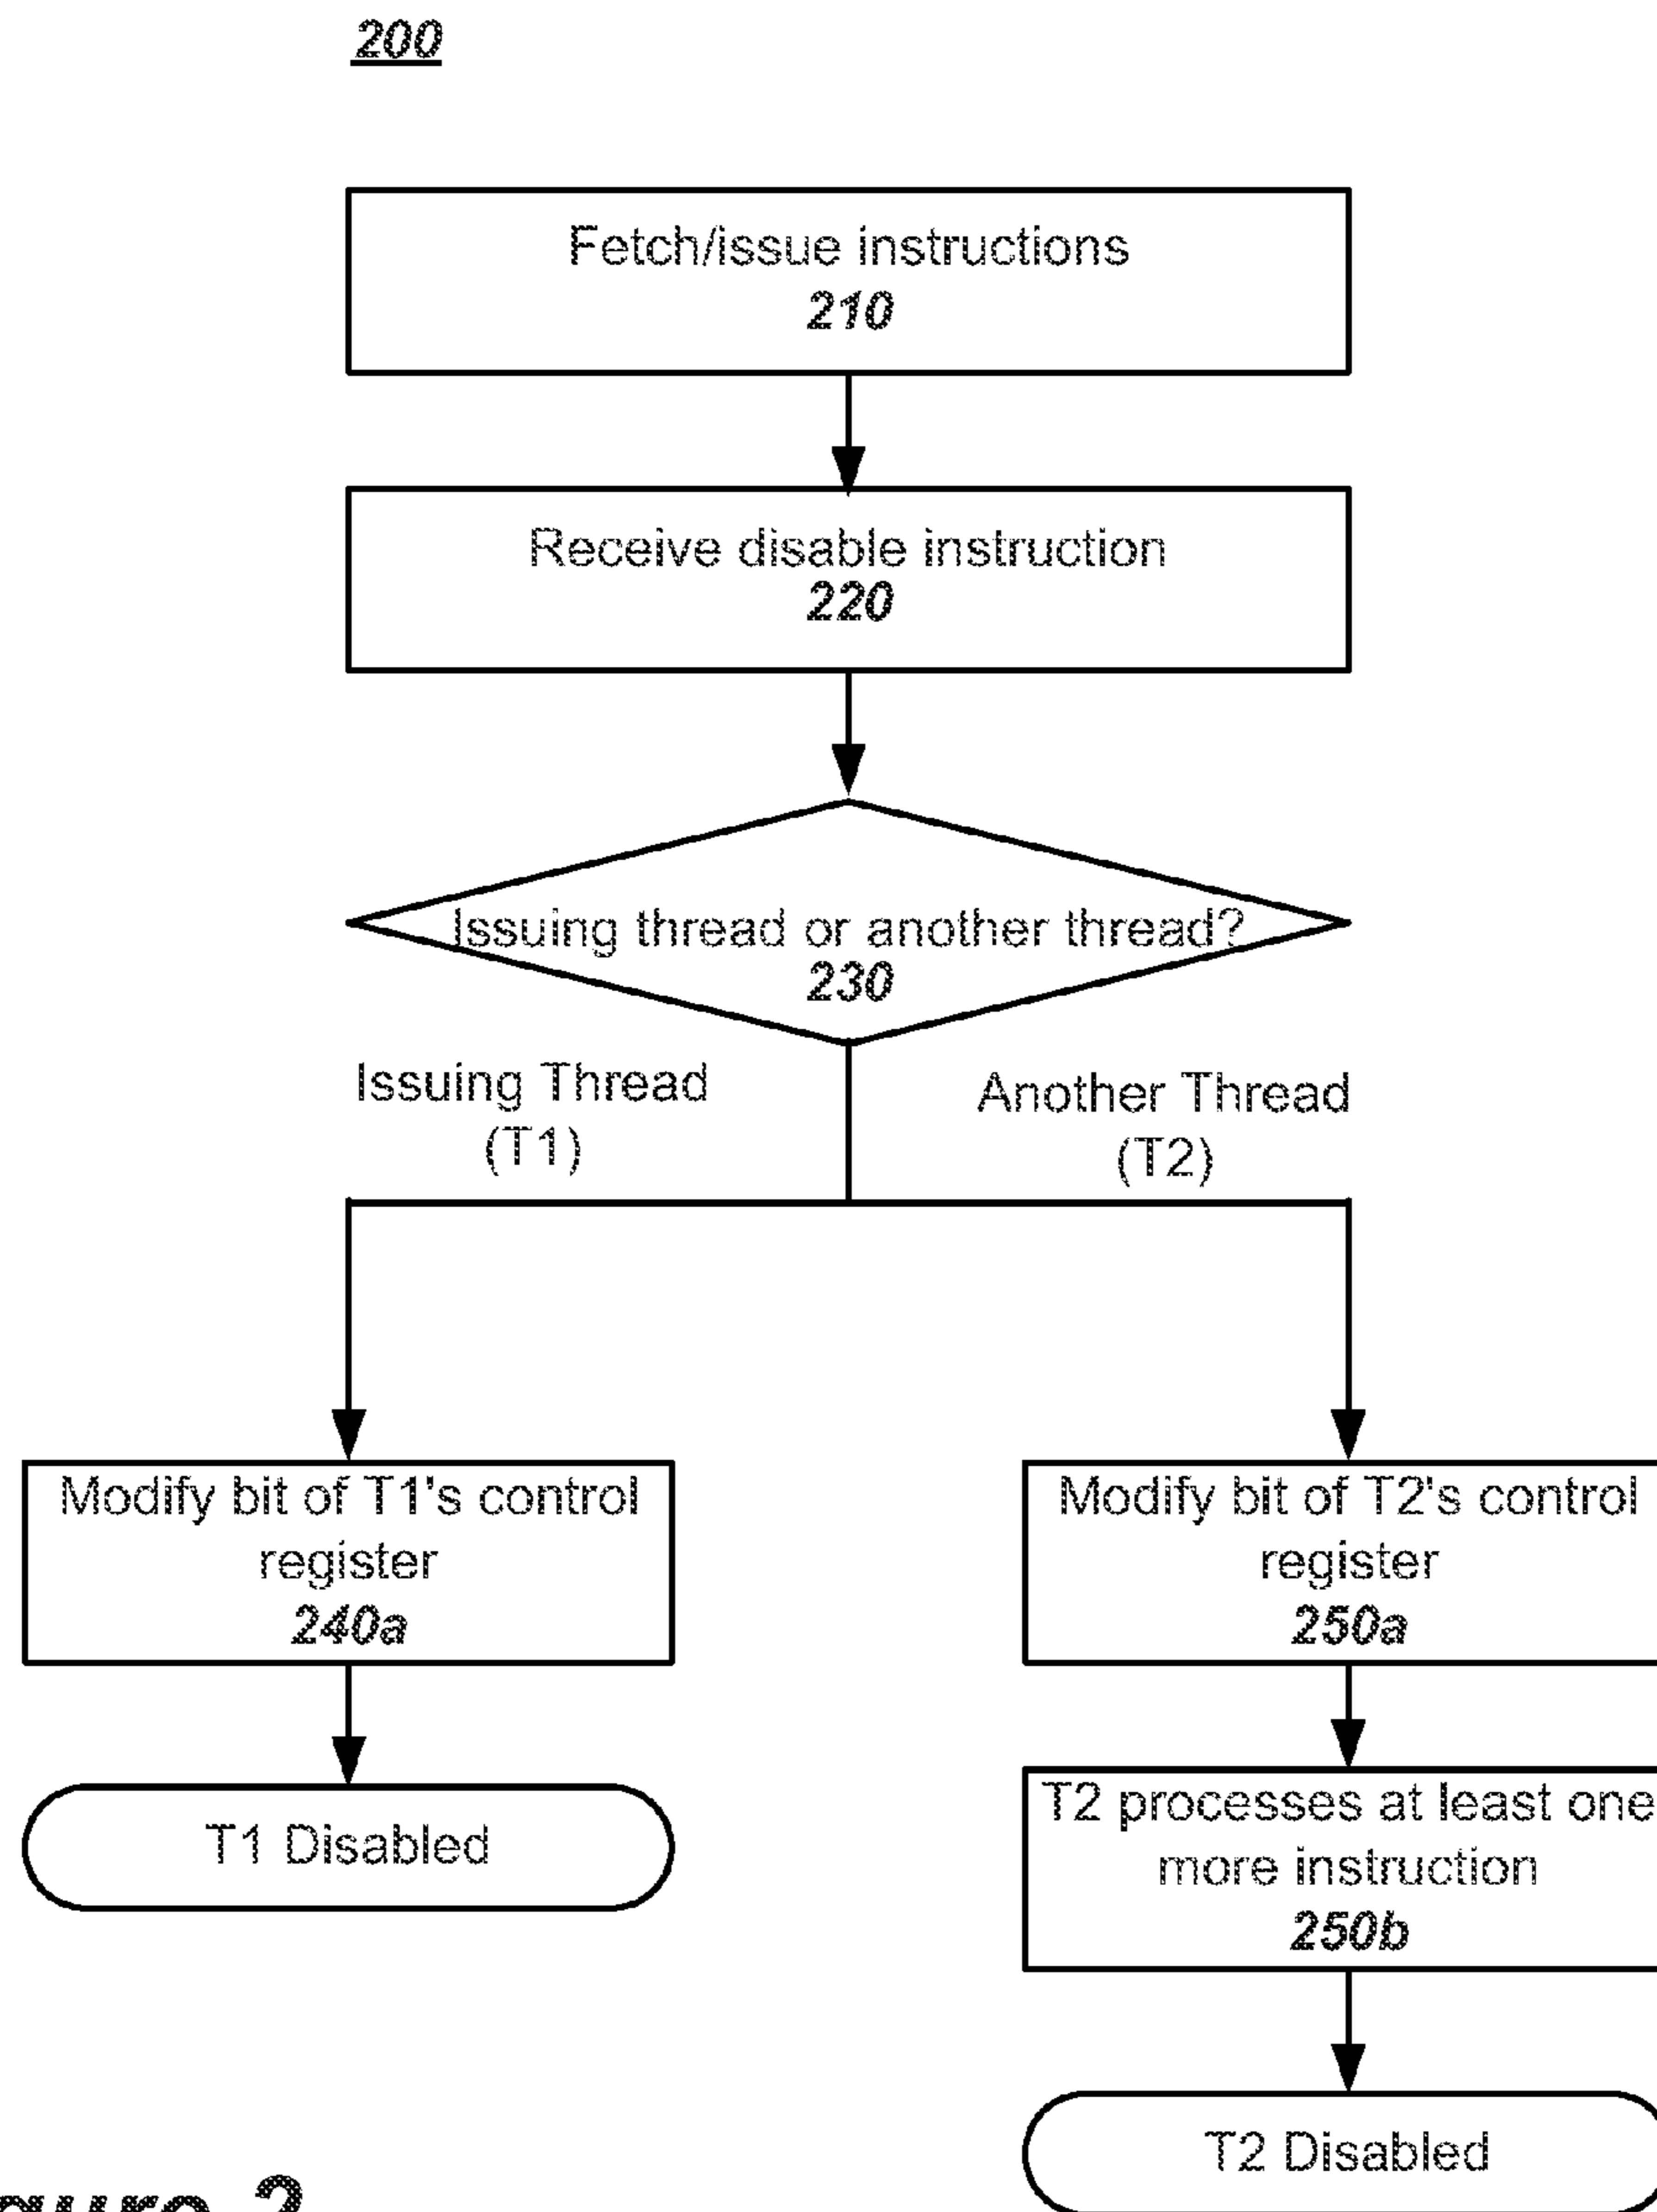 200
Fetch/issue instructions
210
Receive disable instruction
220
Issuing thread or another thread?
230
Issuing Thread
(T1)
Another Thread
(T2)
Modify bit of T1's control
register
240a
Modify bit of T2's control
register
250a
T1 Disabled
T2 processes at least one
more instruction
250b
T2 Disabled